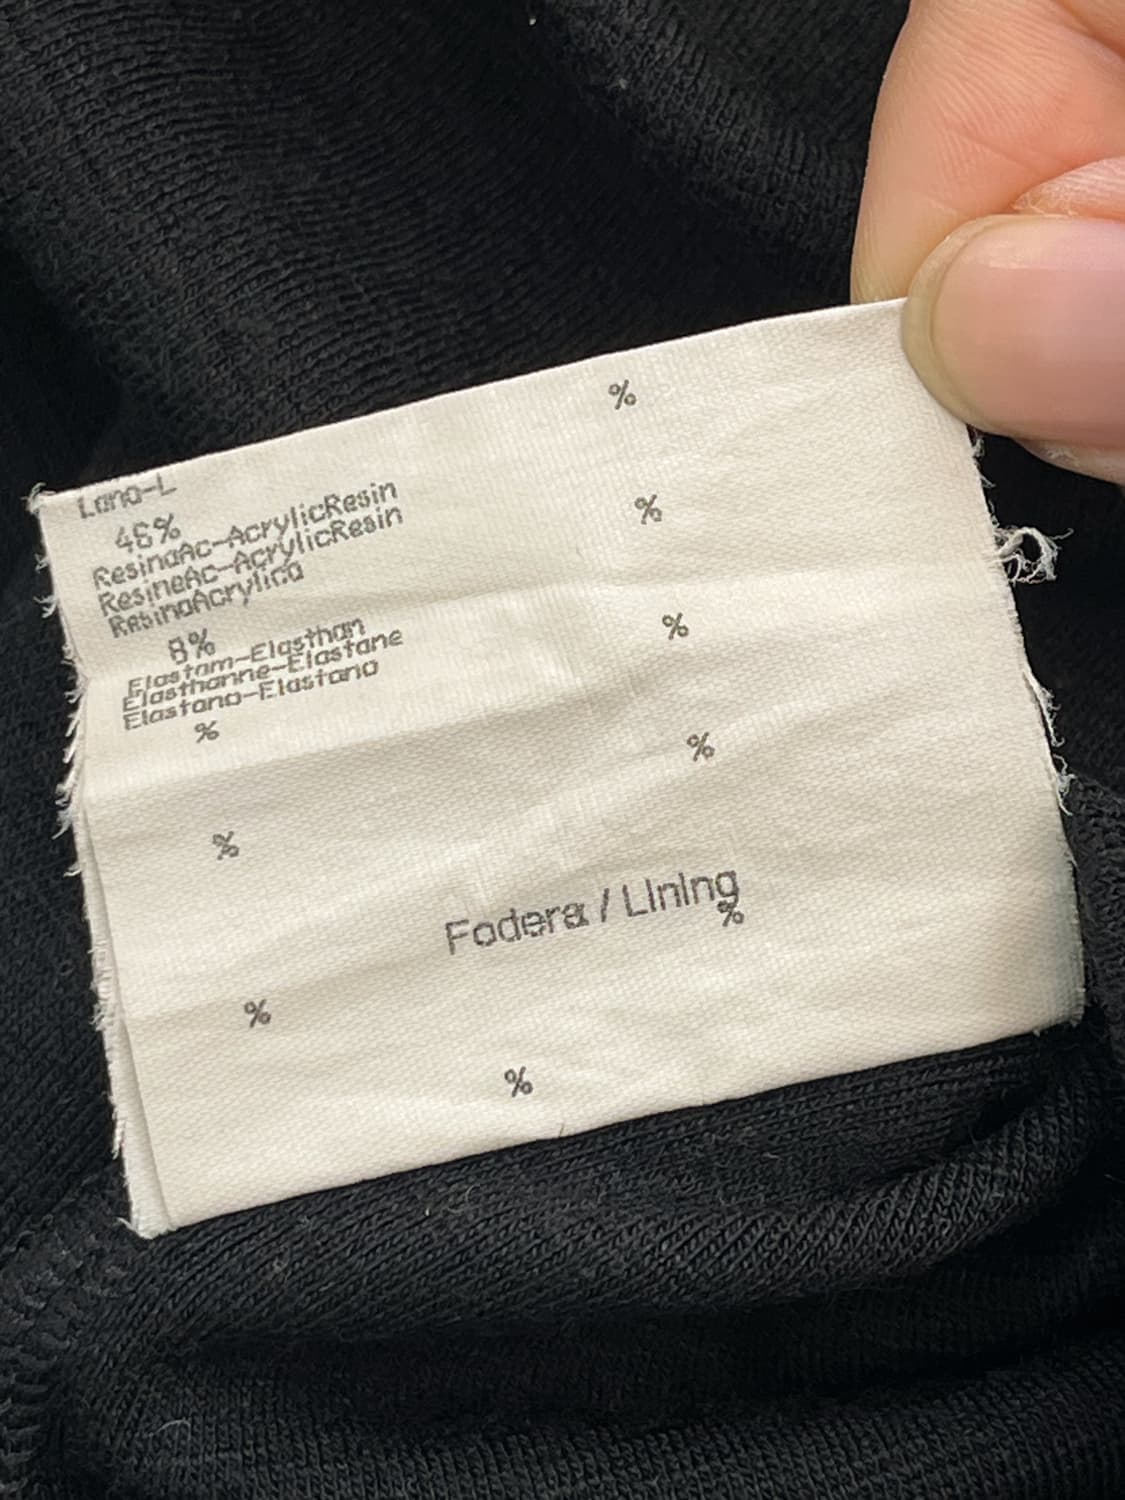 Lana-L
46%
ResinaAc-AcrylicResin
ResineAc-AcrylicResin
ResinaAcrylica
8%
Elastam-Elasthan
Elasthanne-Elastane
Elastano-Elastano
%
%
%
%
%
%
%
Fodera / Lining
%
%